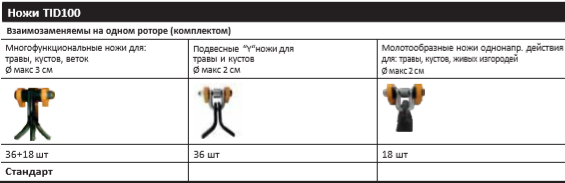 Ножи TID100
Взаимозаменяемы на одном роторе (комплектом)
Многофункциональные ножи для:
травы, кустов, веток
Ø макс 3 см
Подвесные “Y”ножи для
травы и кустов
Ø макс 2 см
Молотообразные ножи однонапр. действия
для: травы, кустов, живых изгородей
Ø макс 2 см
36+18 шт
36 шт
18 шт
Стандарт